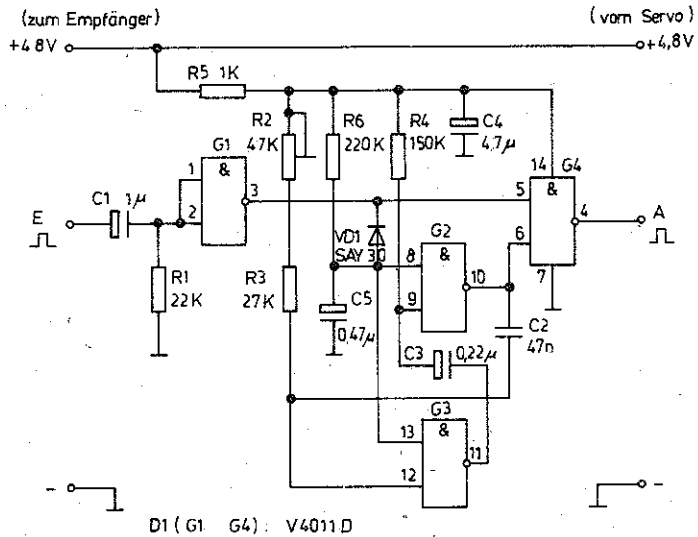 (zum Empfänger) (vom Servo)
+4 8V +4,8V
R5 1K
R2 R6 R4 C4
47K 220K 150K 4,7µ
G1
&
1
2
3
14 G4
&
5
6
4
7
C1 1µ
E A
R1
22K
VD1
SAY 30
G2
&
8
9
10
R3
27K
C5
0,47µ
C2
47n
C3 0,22µ
G3
&
13
12
11
- -
D1 ( G1 G4) : V4011D